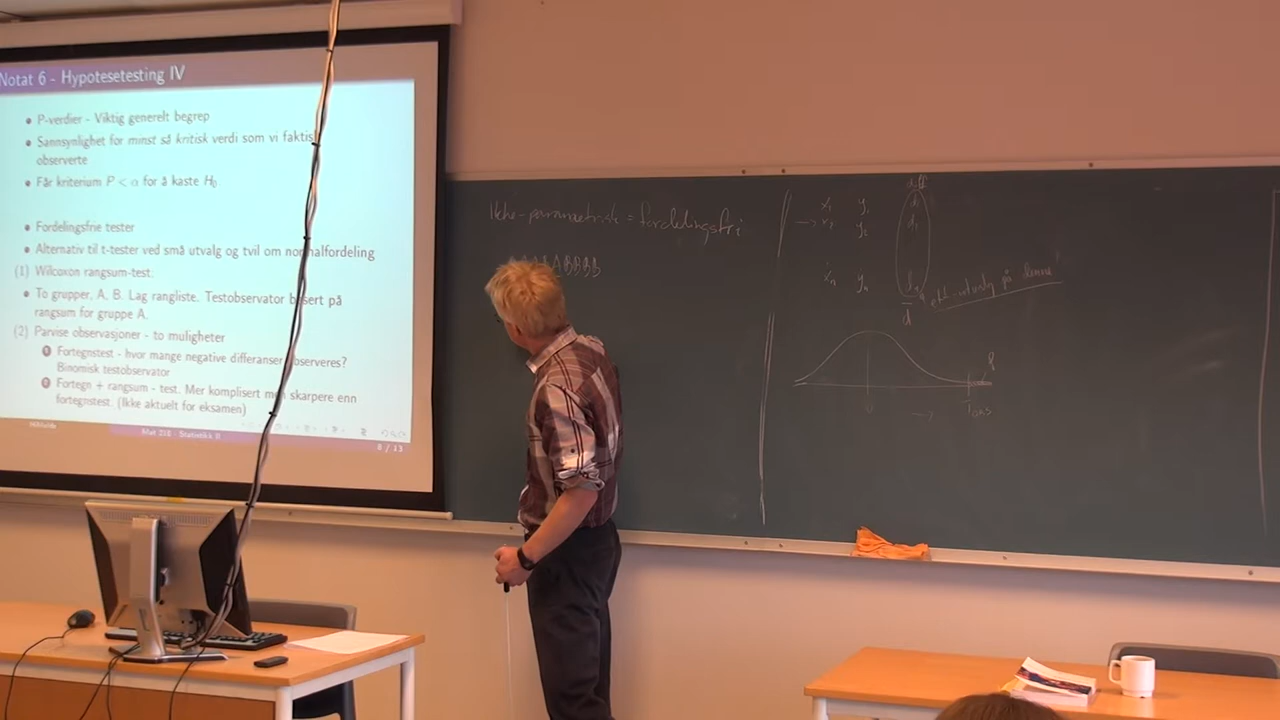 Notat 6 - Hypotesetesting IV
P-verdier - Viktig generelt begrep
Sannsynlighet for minst så kritisk verdi som vi faktisk
observerte
Får kriterium P < α for å kaste H₀
Fordelingsfrie tester
Alternativ til t-tester ved små utvalg og tvil om normalfordeling
(1) Wilcoxon rangsum-test:
To grupper, A. B. Lag rangliste. Testobservator basert på
rangsum for gruppe A.
(2) Parvise observasjoner - to muligheter
1 Fortegnstest - hvor mange negative differanser observeres?
Binomisk testobservator
2 Fortegn + rangsum - test. Mer komplisert men skarpere enn
fortegnstest. (Ikke aktuelt for eksamen)
Mat 210 - Statistikk II
8 / 13
Ikke-parametrisk = fordelingsfri
diff
x₁ y₁ d₁
→ x₂ y₂ d₂
xₙ yₙ dₙ
ett-utvalg på denne!
d̄
0 → Tobs